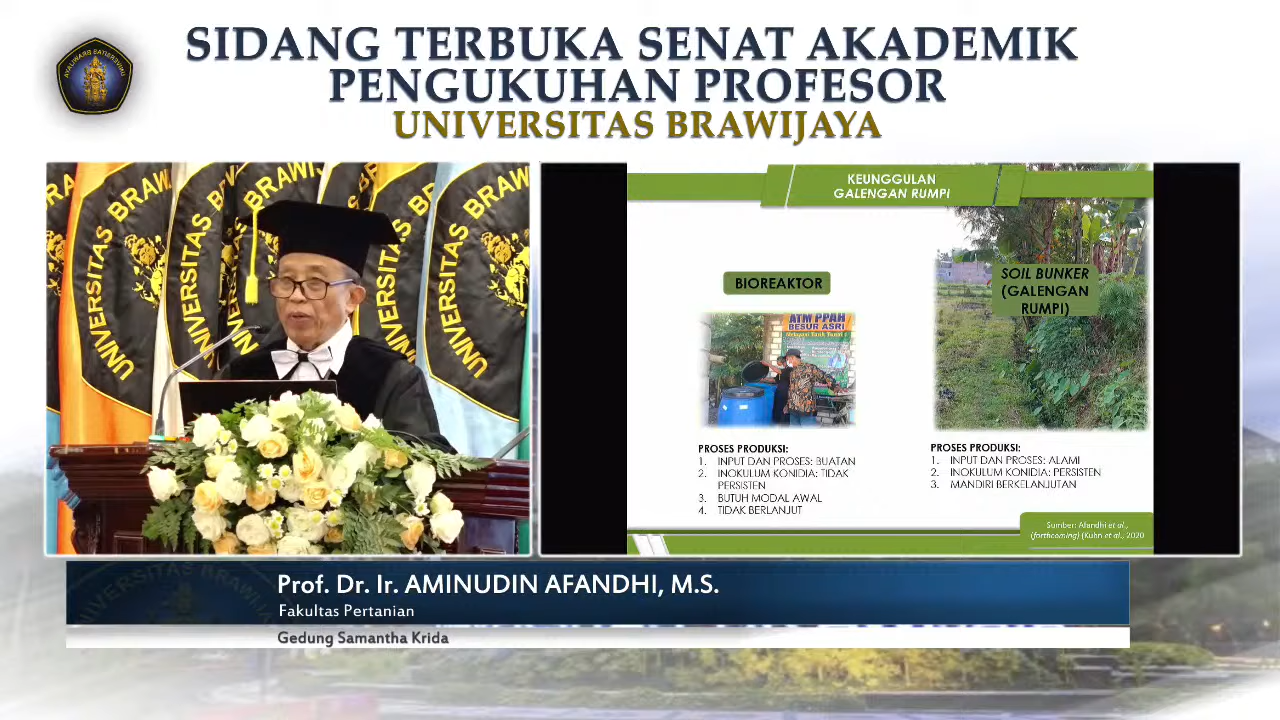 SIDANG TERBUKA SENAT AKADEMIK
PENGUKUHAN PROFESOR
UNIVERSITAS BRAWIJAYA
UNIVERSITAS BRAWIJAYA
UNIVERSITAS BRAWIJAYA
KEUNGGULAN
GALENGAN RUMPI
BIOREAKTOR
ATM PPAH
BESUR ASRI
SOIL BUNKER
(GALENGAN
RUMPI)
PROSES PRODUKSI:
1. INPUT DAN PROSES: BUATAN
2. INOKULUM KONIDIA: TIDAK
PERSISTEN
3. BUTUH MODAL AWAL
4. TIDAK BERLANJUT
PROSES PRODUKSI:
1. INPUT DAN PROSES: ALAMI
2. INOKULUM KONIDIA: PERSISTEN
3. MANDIRI BERKELANJUTAN
Sumber: Afandhi et al.,
(forthcoming) (Kuhn et al., 2020
Prof. Dr. Ir. AMINUDIN AFANDHI, M.S.
Fakultas Pertanian
Gedung Samantha Krida